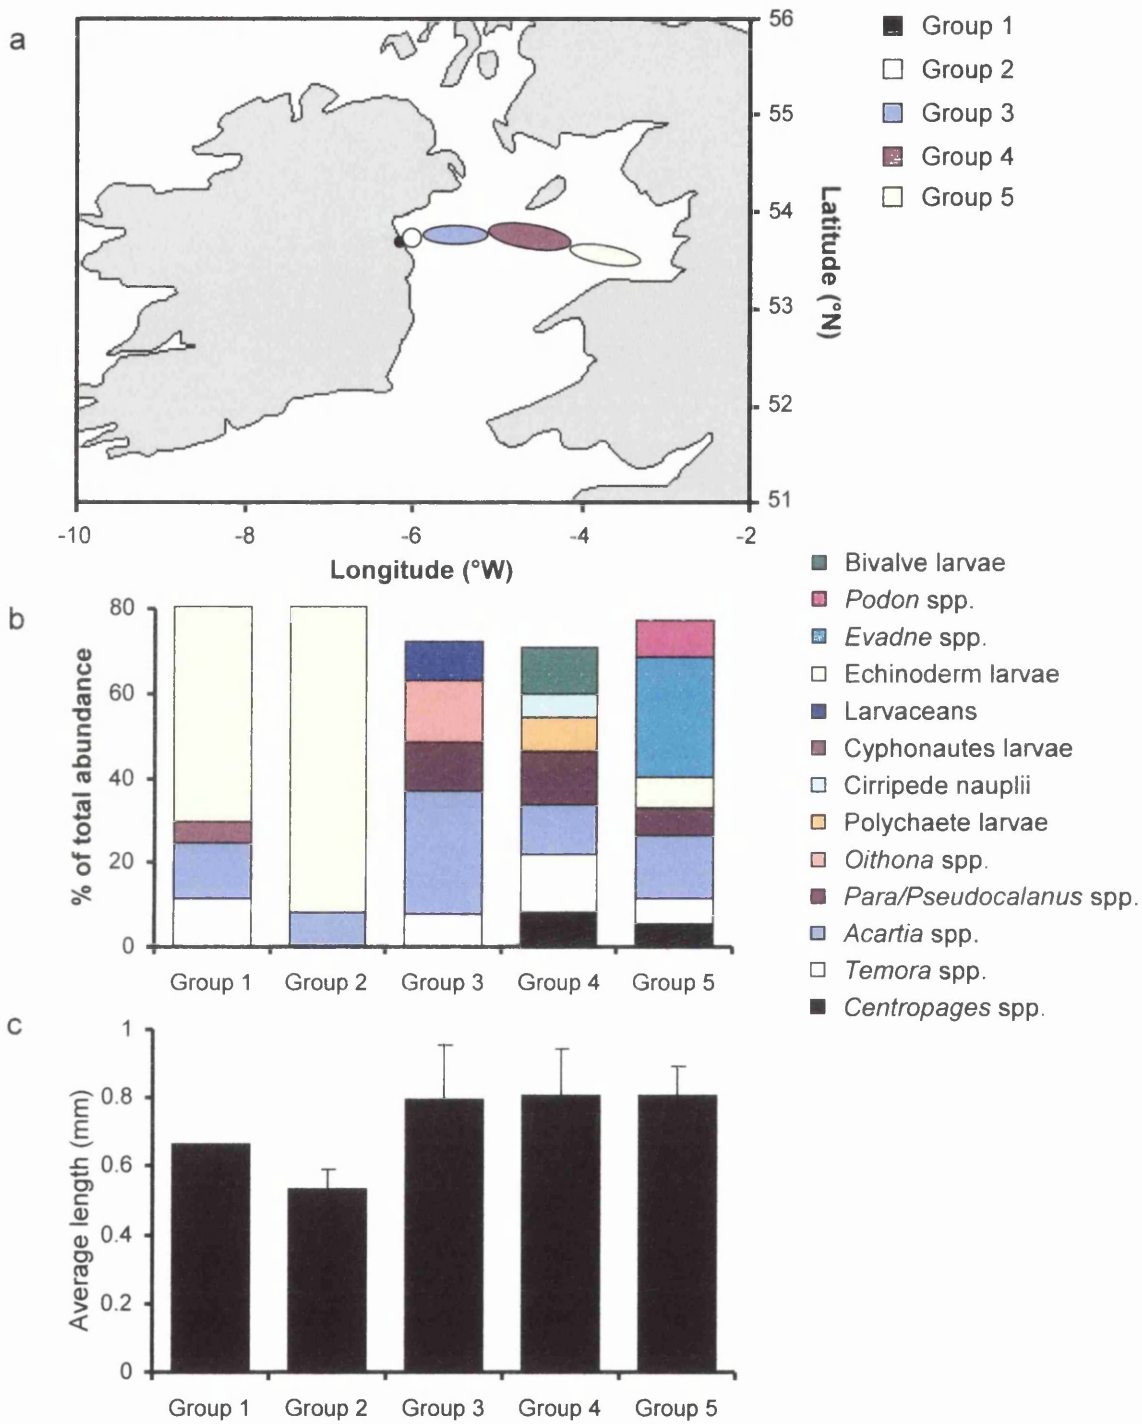 a
56
55
54
53
52
51
Latitude (°N)
-10
-8
-6
-4
-2
Longitude (°W)
Group 1
Group 2
Group 3
Group 4
Group 5
b
80
60
40
20
0
% of total abundance
Group 1
Group 2
Group 3
Group 4
Group 5
Bivalve larvae
Podon spp.
Evadne spp.
Echinoderm larvae
Larvaceans
Cyphonautes larvae
Cirripede nauplii
Polychaete larvae
Oithona spp.
Para/Pseudocalanus spp.
Acartia spp.
Temora spp.
Centropages spp.
c
1
0.8
0.6
0.4
0.2
0
Average length (mm)
Group 1
Group 2
Group 3
Group 4
Group 5